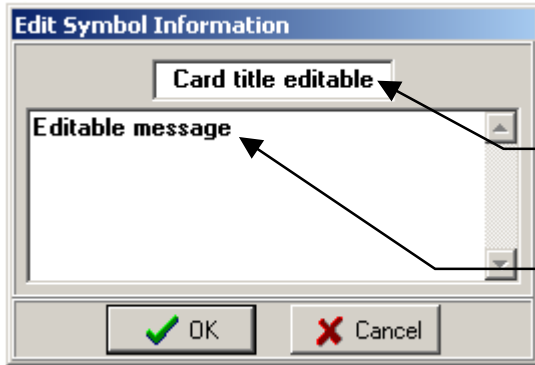 Edit Symbol Information
Card title editable
Editable message
OK
Cancel